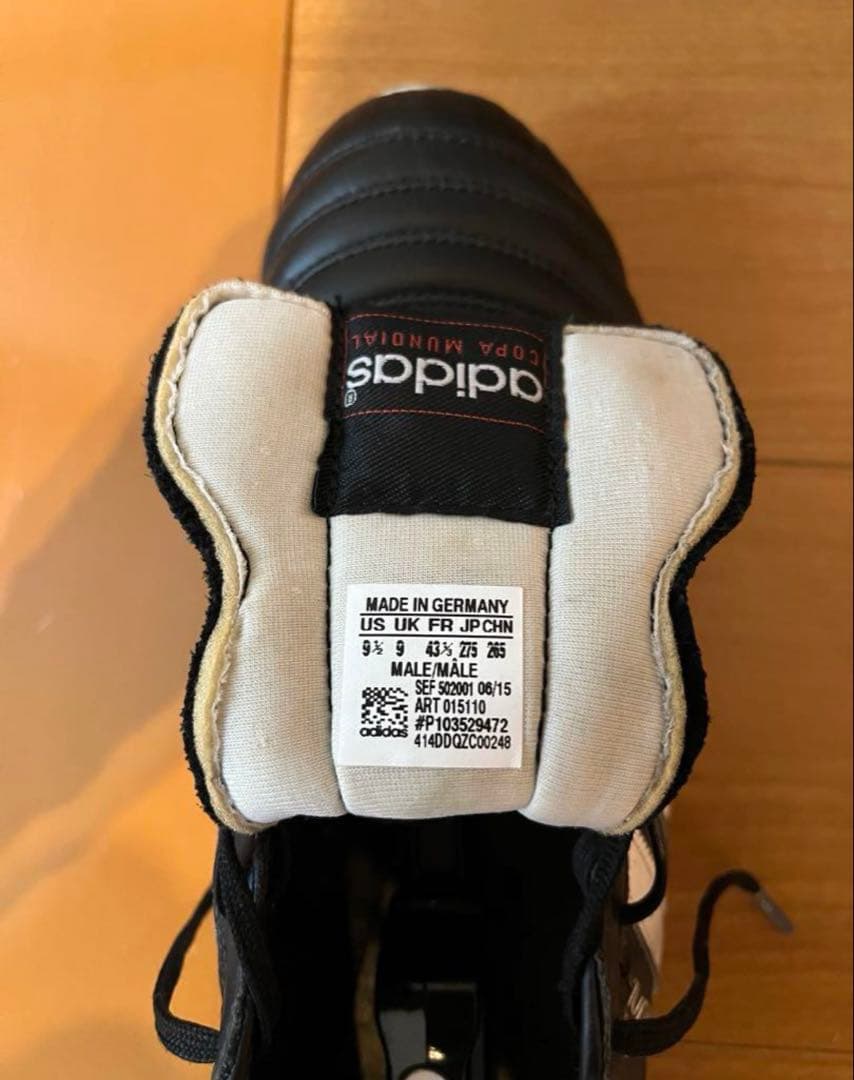 COPA MUNDIAL
adidas®
MADE IN GERMANY
US UK FR JP CHN
9½ 9 43⅓ 275 265
MALE/MÂLE
SEF 502001 06/15
ART 015110
#P103529472
414DDQZC00248
adidas